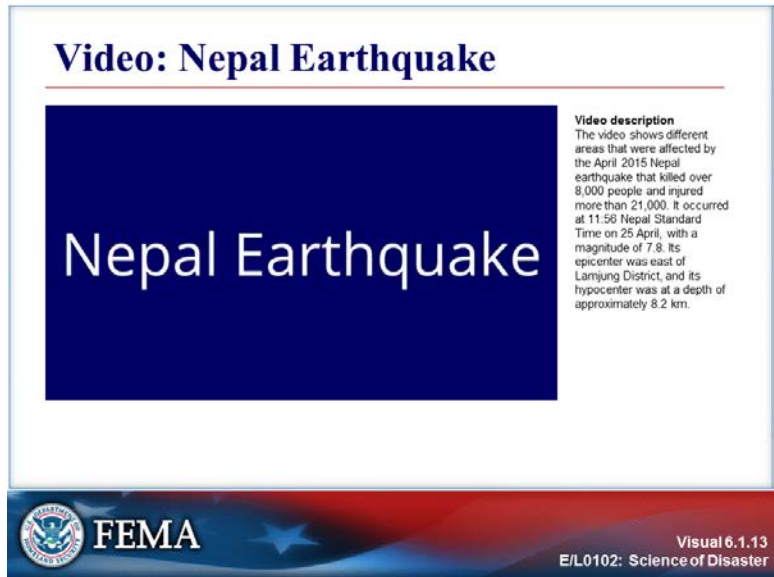 Video: Nepal Earthquake
Nepal Earthquake
Video description
The video shows different
areas that were affected by
the April 2015 Nepal
earthquake that killed over
8,000 people and injured
more than 21,000. It occurred
at 11:56 Nepal Standard
Time on 25 April, with a
magnitude of 7.8. Its
epicenter was east of
Lamjung District, and its
hypocenter was at a depth of
approximately 8.2 km.
U.S. DEPARTMENT OF
HOMELAND SECURITY
FEMA
Visual 6.1.13
E/L0102: Science of Disaster